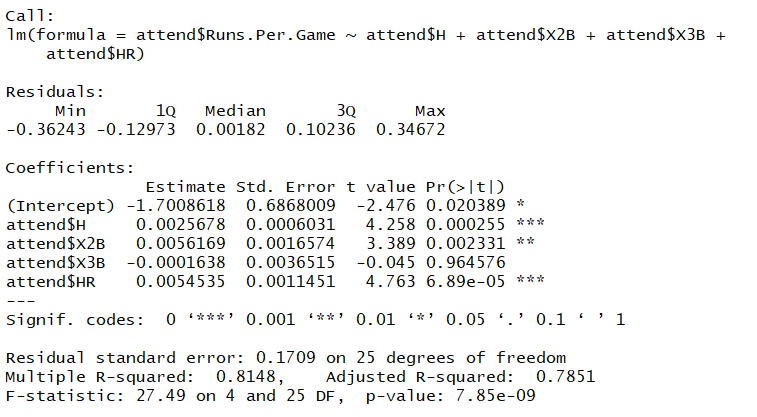 Call:
lm(formula = attend$Runs.Per.Game ~ attend$H + attend$X2B + attend$X3B +
    attend$HR)

Residuals:
     Min       1Q   Median       3Q      Max
-0.36243 -0.12973  0.00182  0.10236  0.34672

Coefficients:
              Estimate Std. Error t value Pr(>|t|)
(Intercept) -1.7008618  0.6868009  -2.476 0.020389 *
attend$H     0.0025678  0.0006031   4.258 0.000255 ***
attend$X2B   0.0056169  0.0016574   3.389 0.002331 **
attend$X3B  -0.0001638  0.0036515  -0.045 0.964576
attend$HR    0.0054535  0.0011451   4.763 6.89e-05 ***
---
Signif. codes:  0 ‘***’ 0.001 ‘**’ 0.01 ‘*’ 0.05 ‘.’ 0.1 ‘ ’ 1

Residual standard error: 0.1709 on 25 degrees of freedom
Multiple R-squared:  0.8148,    Adjusted R-squared:  0.7851
F-statistic: 27.49 on 4 and 25 DF,  p-value: 7.85e-09